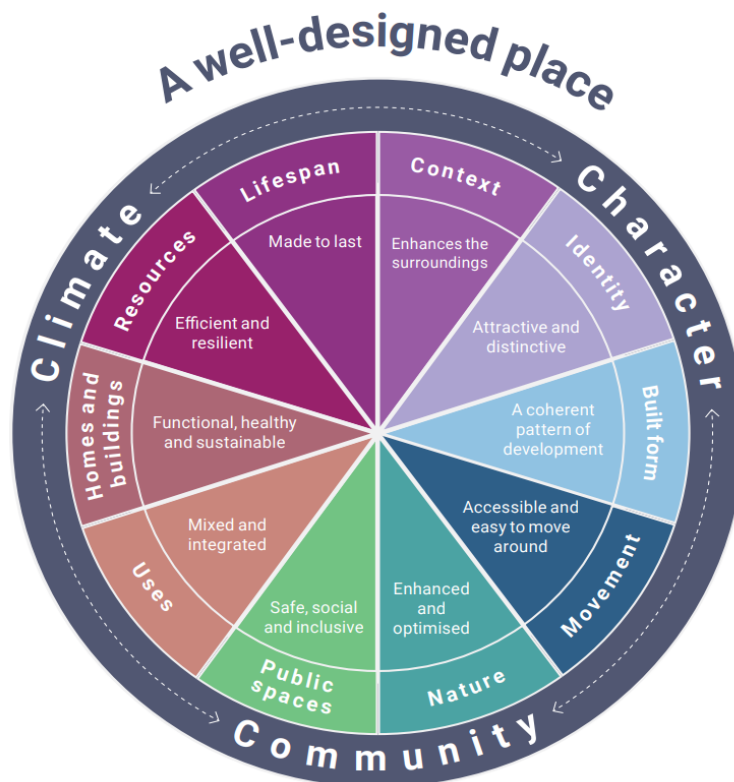 A well-designed place
Climate
Character
Community
Context
Enhances the
surroundings
Identity
Attractive and
distinctive
Built form
A coherent
pattern of
development
Movement
Accessible and
easy to move
around
Nature
Enhanced
and
optimised
Public
spaces
Safe, social
and inclusive
Uses
Mixed and
integrated
Homes and
buildings
Functional, healthy
and sustainable
Resources
Efficient and
resilient
Lifespan
Made to last